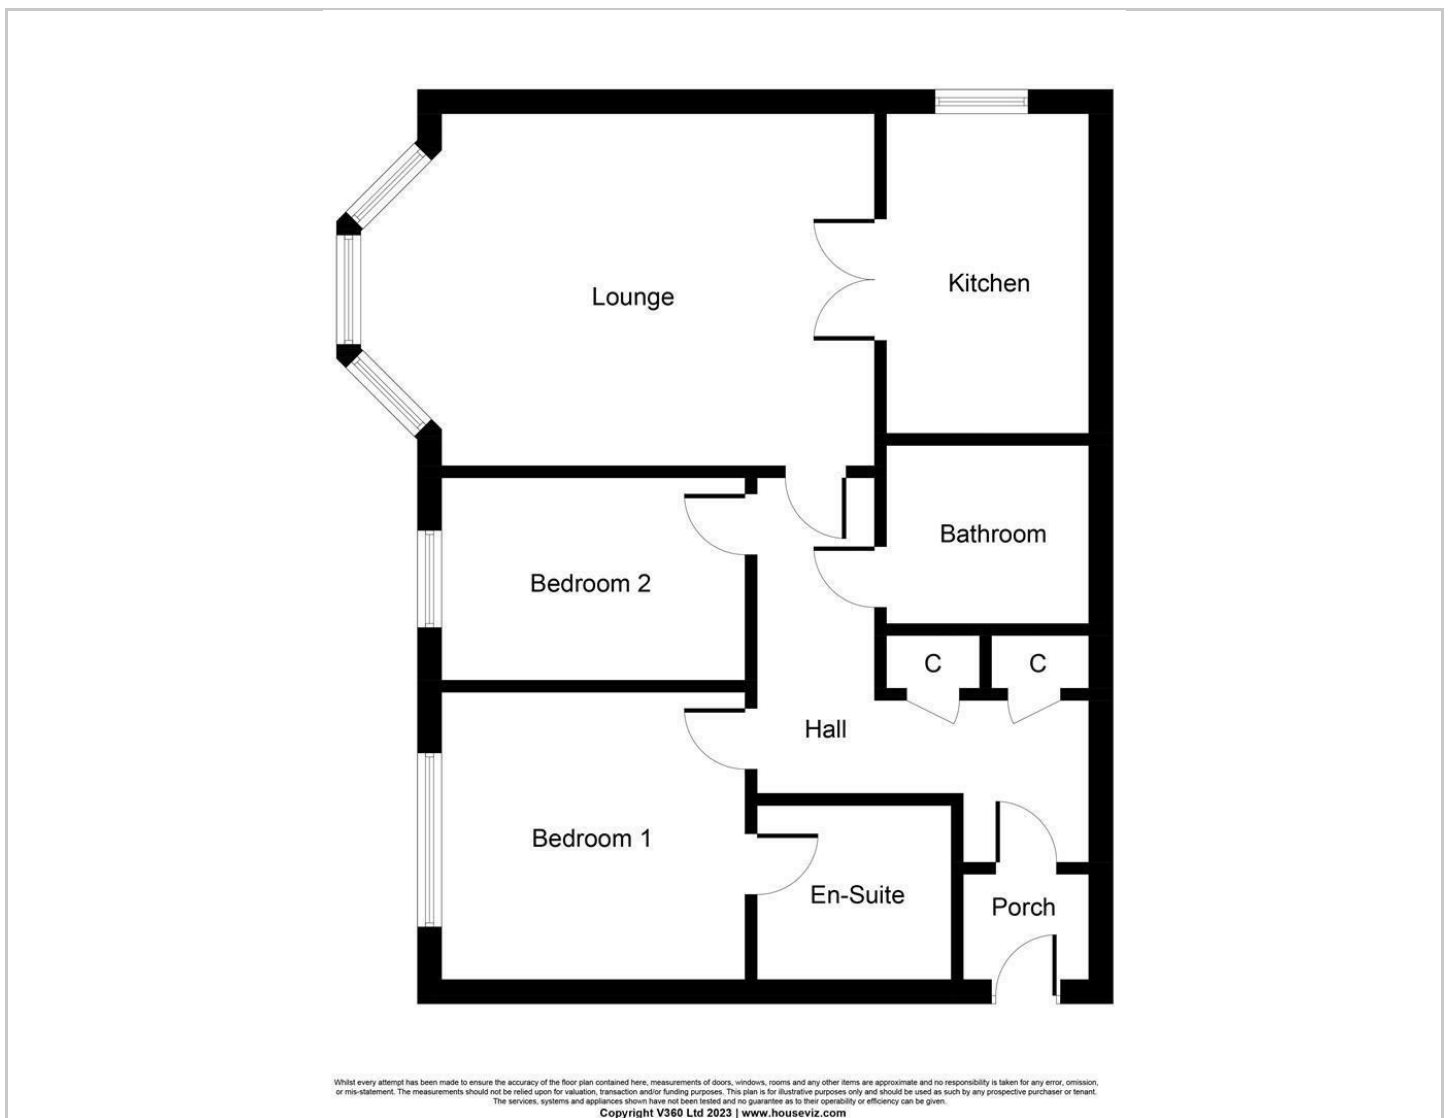 Lounge
Kitchen
Bedroom 2
Bathroom
C
C
Hall
Bedroom 1
En-Suite
Porch
Whilst every attempt has been made to ensure the accuracy of the floor plan contained here, measurements of doors, windows, rooms and any other items are approximate and no responsibility is taken for any error, omission,
or mis-statement. The measurements should not be relied upon for valuation, transaction and/or funding purposes. This plan is for illustrative purposes only and should be used as such by any prospective purchaser or tenant.
The services, systems and appliances shown have not been tested and no guarantee as to their operability or efficiency can be given.
Copyright V360 Ltd 2023 | www.houseviz.com